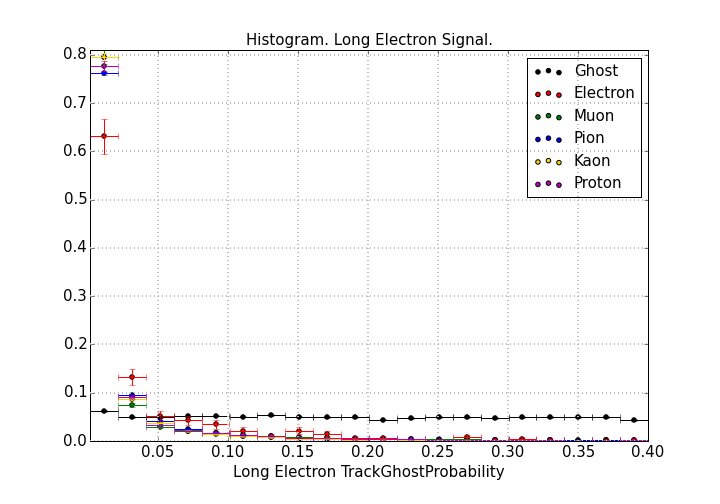 Histogram. Long Electron Signal.
0.8
0.7
0.6
0.5
0.4
0.3
0.2
0.1
0.0
Ghost
Electron
Muon
Pion
Kaon
Proton
0.05 0.10 0.15 0.20 0.25 0.30 0.35 0.40
Long Electron TrackGhostProbability